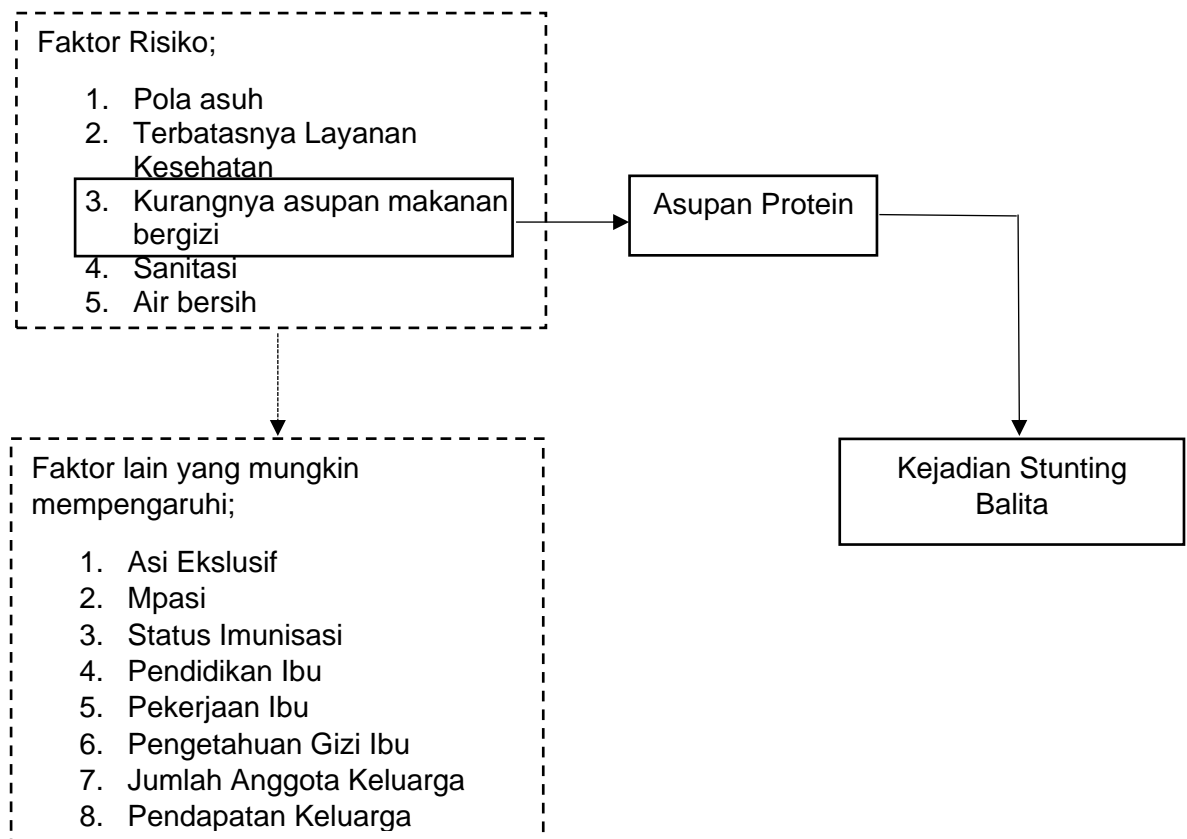 Faktor Risiko;
1. Pola asuh
2. Terbatasnya Layanan
Kesehatan
3. Kurangnya asupan makanan
bergizi
4. Sanitasi
5. Air bersih
Asupan Protein
Kejadian Stunting
Balita
Faktor lain yang mungkin
mempengaruhi;
1. Asi Ekslusif
2. Mpasi
3. Status Imunisasi
4. Pendidikan Ibu
5. Pekerjaan Ibu
6. Pengetahuan Gizi Ibu
7. Jumlah Anggota Keluarga
8. Pendapatan Keluarga